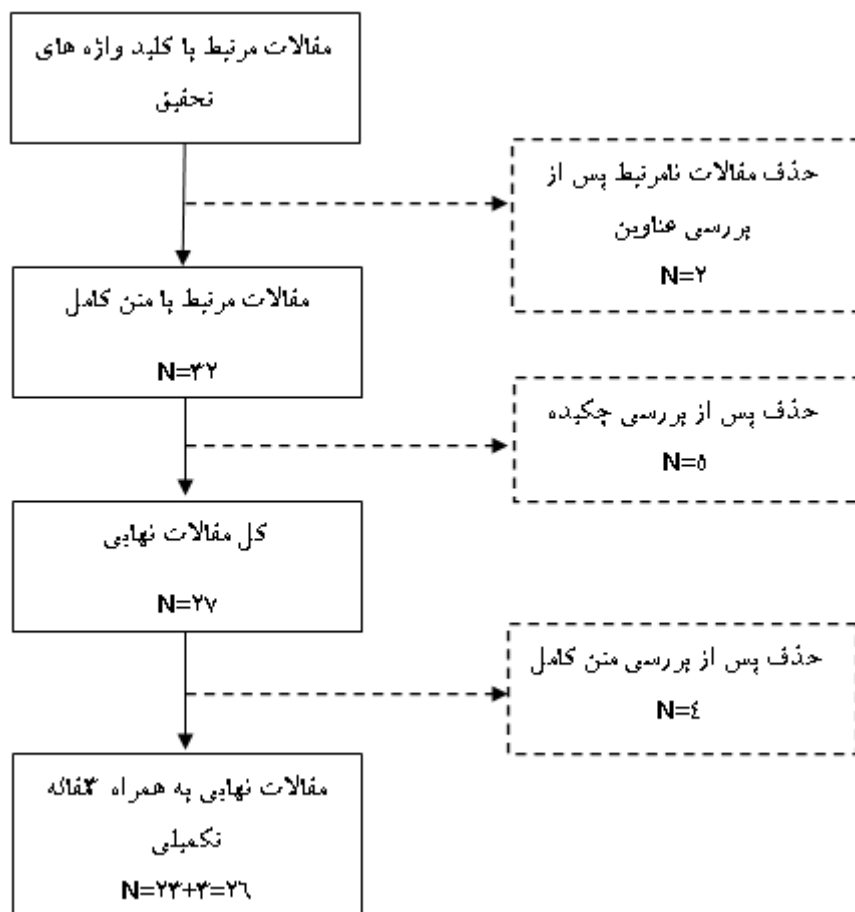 مقالات مرتبط با کلید واژه های
تحقیق
حذف مقالات نامرتبط پس از
بررسی عناوین
N=۲
مقالات مرتبط با متن کامل
N=۳۲
حذف پس از بررسی چکیده
N=۵
کل مقالات نهایی
N=۲۷
حذف پس از بررسی متن کامل
N=٤
مقالات نهایی به همراه ۳مقاله
تکمیلی
N=۲۳+۳=۲٦